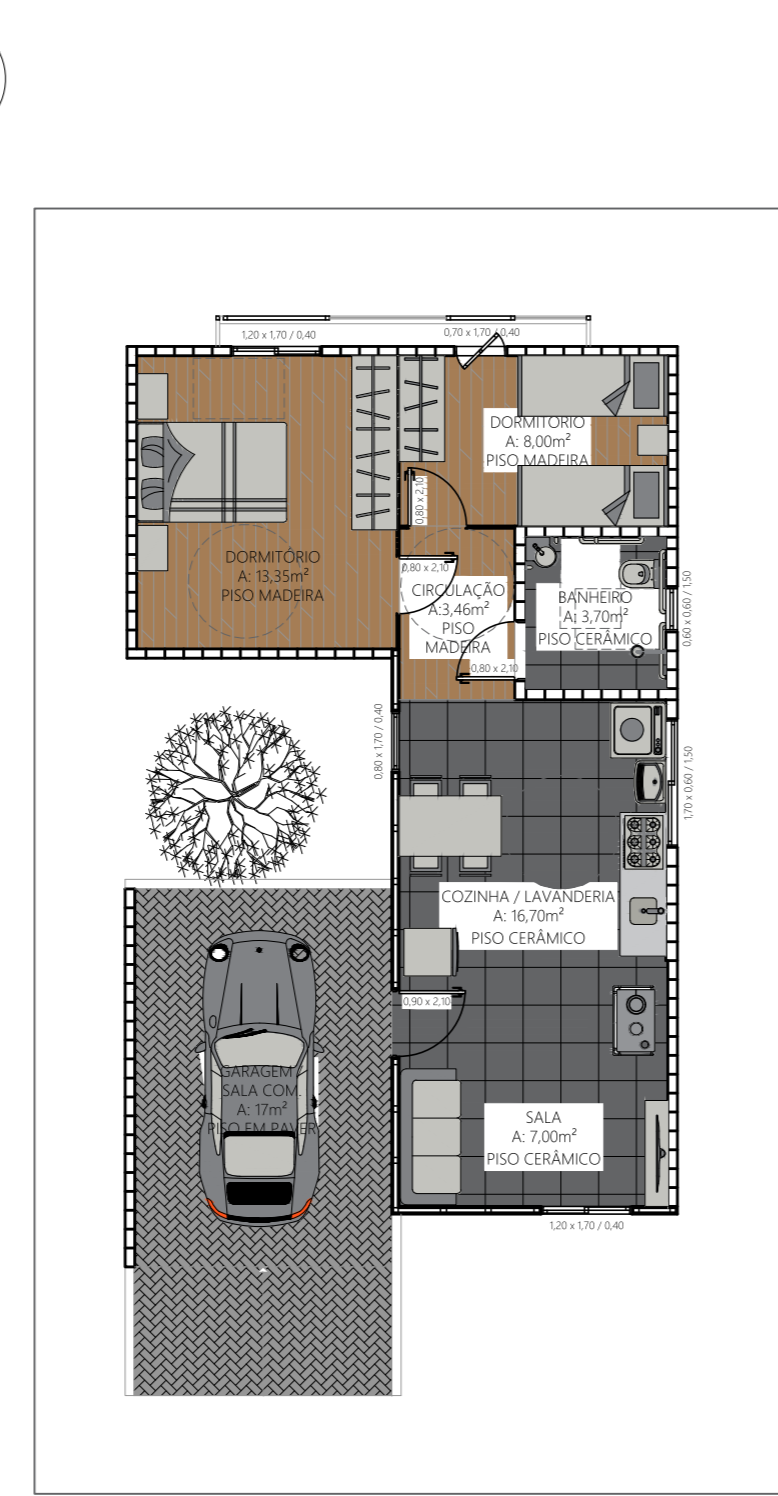 1,20 x 1,70 / 0,40
0,70 x 1,70 / 0,40
DORMITÓRIO
A: 8,00m²
PISO MADEIRA
0,80 x 2,10
DORMITÓRIO
A: 13,35m²
PISO MADEIRA
0,80 x 2,10
CIRCULAÇÃO
A:3,46m²
PISO
MADEIRA
0,80 x 2,10
BANHEIRO
A: 3,70m²
PISO CERÂMICO
0,60 x 0,60 / 1,50
0,80 x 1,70 / 0,40
1,70 x 0,60 / 1,50
COZINHA / LAVANDERIA
A: 16,70m²
PISO CERÂMICO
0,90 x 2,10
GARAGEM /
SALA COM.
A: 17m²
PISO EM PAVER
SALA
A: 7,00m²
PISO CERÂMICO
1,20 x 1,70 / 0,40